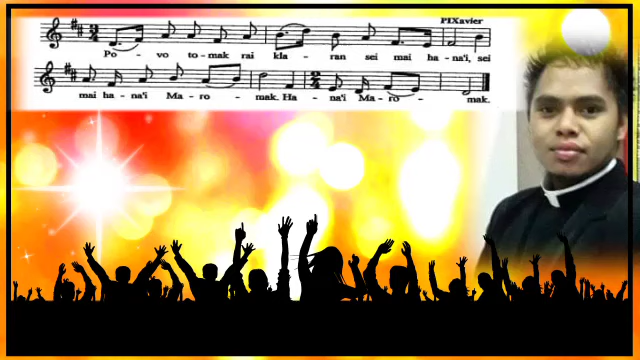 PIXavier
Po - vo to - mak rai kla - ran sei mai ha - na'i, sei
mai ha - na'i Ma - ro - mak. Ha - na'i Ma - ro - mak.